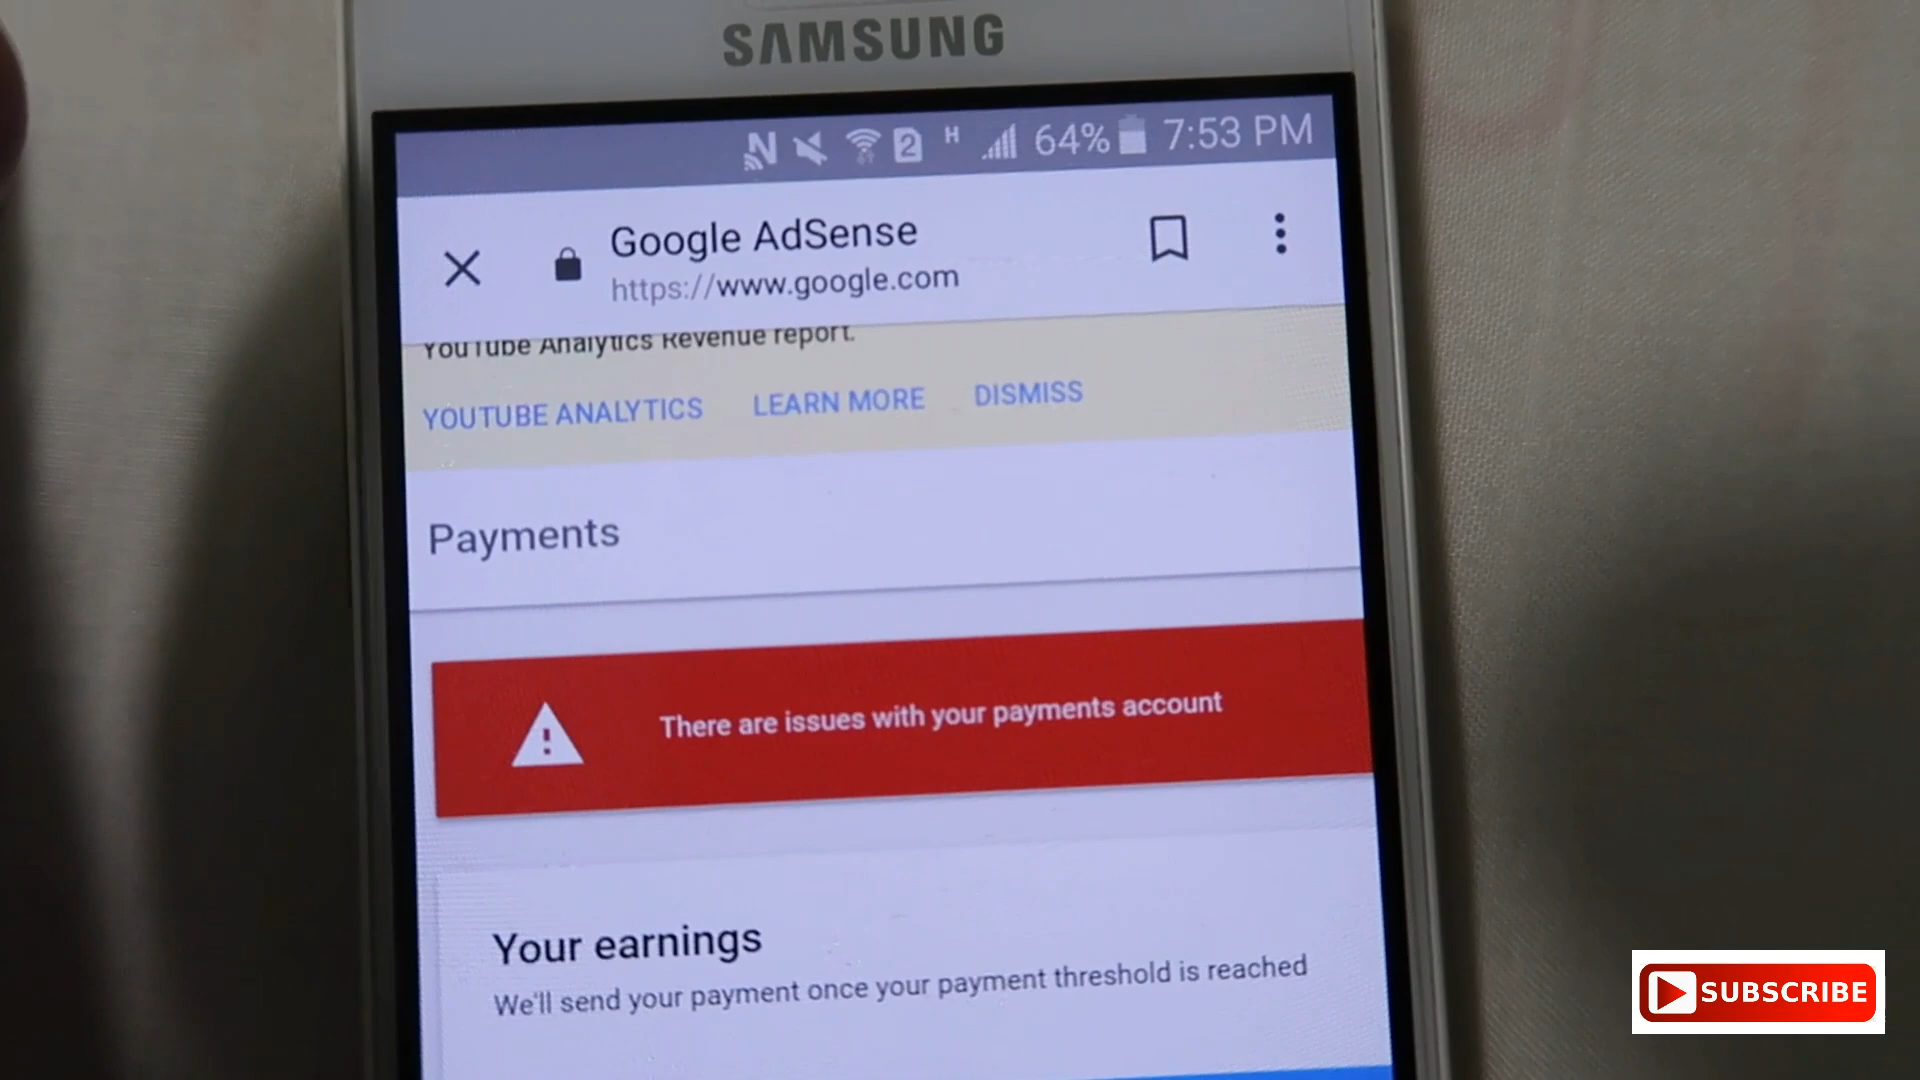 SAMSUNG
2 H 64% 7:53 PM
Google AdSense
https://www.google.com
YouTube Analytics Revenue report.
YOUTUBE ANALYTICS LEARN MORE DISMISS
Payments
There are issues with your payments account
Your earnings
We'll send your payment once your payment threshold is reached
SUBSCRIBE